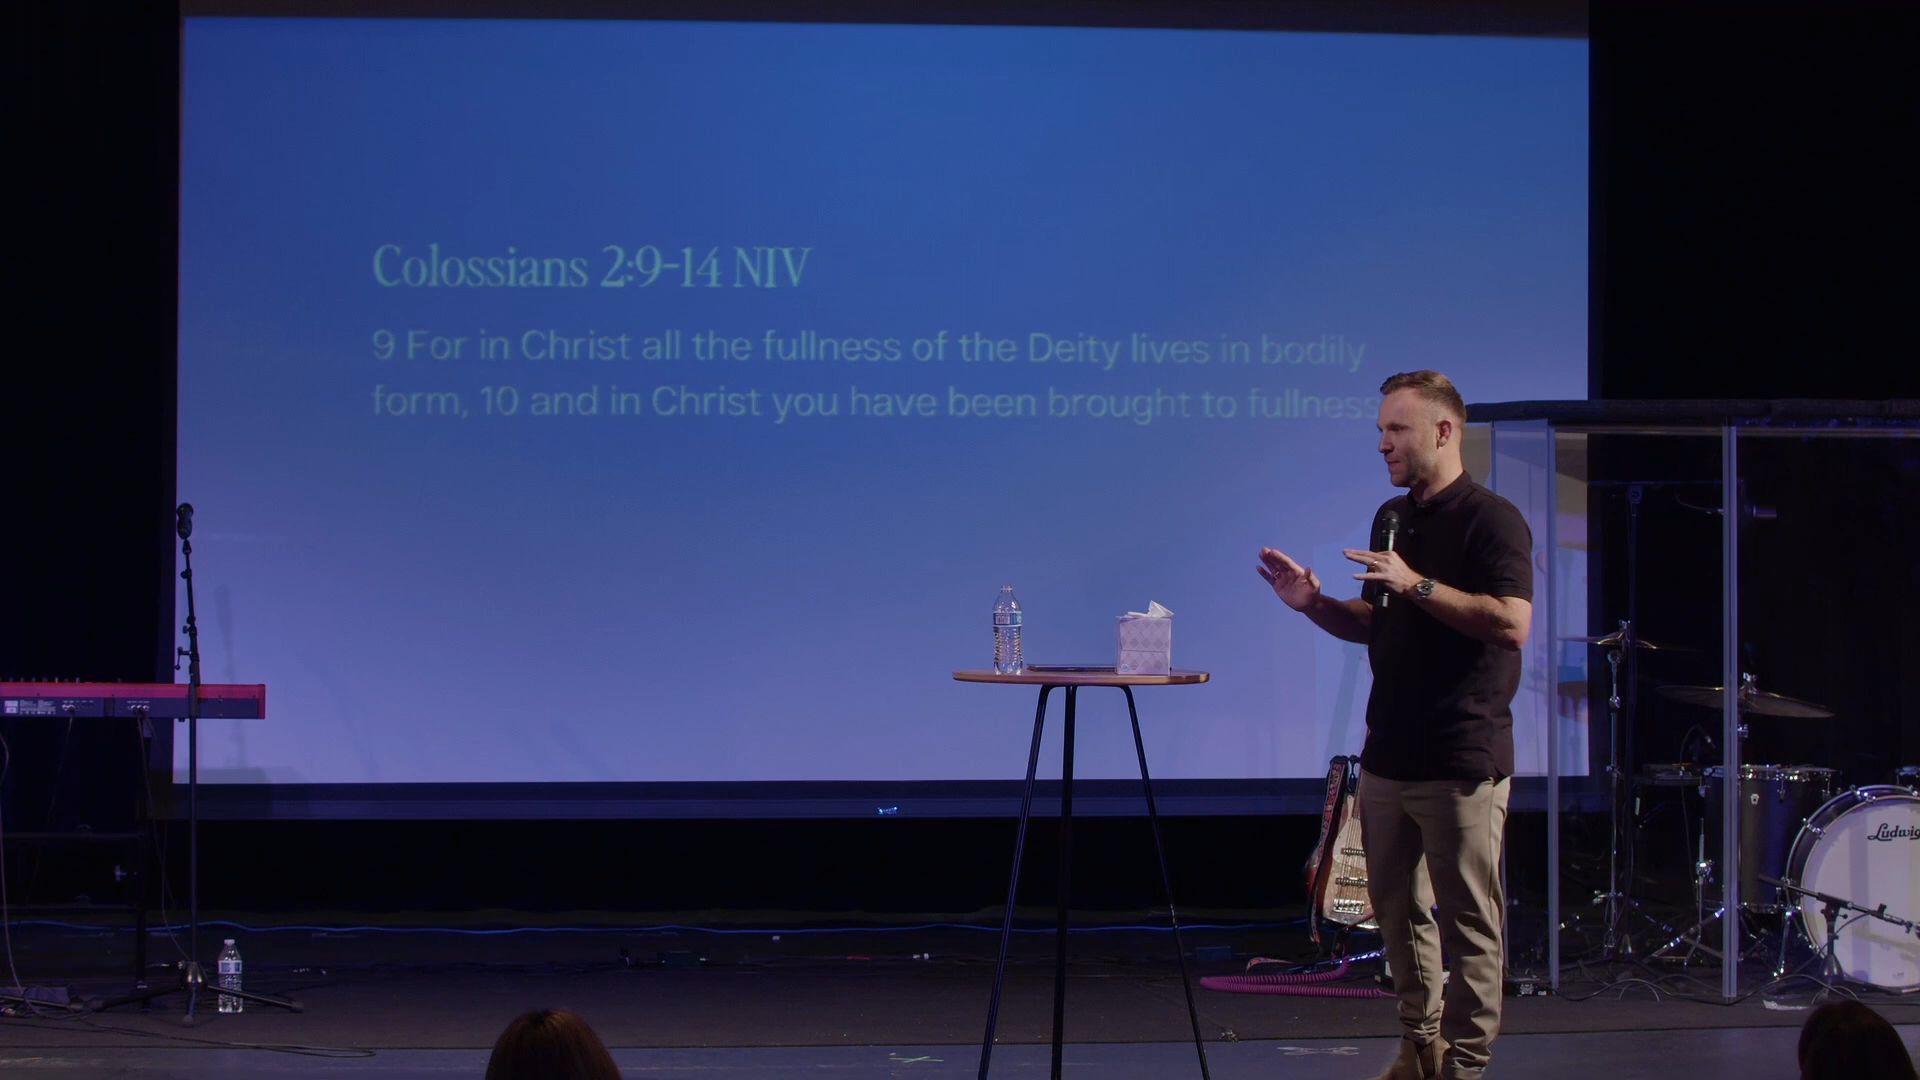 Colossians 2:9-14 NIV
9 For in Christ all the fullness of the Deity lives in bodily
form, 10 and in Christ you have been brought to fullness
Ludwig